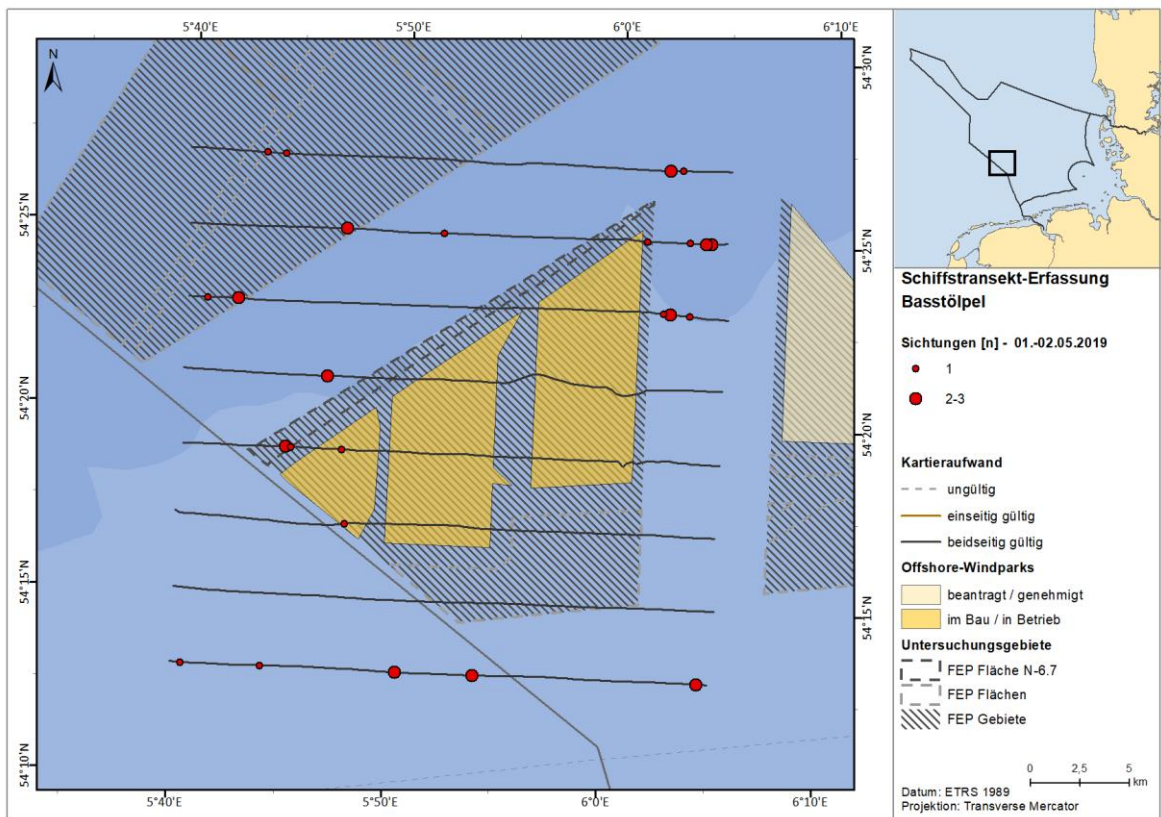 5°40'E 5°50'E 6°0'E 6°10'E
N
54°30'N
54°25'N
54°25'N
54°20'N
54°20'N
54°15'N
54°15'N
54°10'N
5°40'E 5°50'E 6°0'E 6°10'E
Schiffstransekt-Erfassung
Basstölpel
Sichtungen [n] - 01.-02.05.2019
1
2-3
Kartieraufwand
ungültig
einseitig gültig
beidseitig gültig
Offshore-Windparks
beantragt / genehmigt
im Bau / in Betrieb
Untersuchungsgebiete
FEP Fläche N-6.7
FEP Flächen
FEP Gebiete
0 2,5 5
km
Datum: ETRS 1989
Projektion: Transverse Mercator